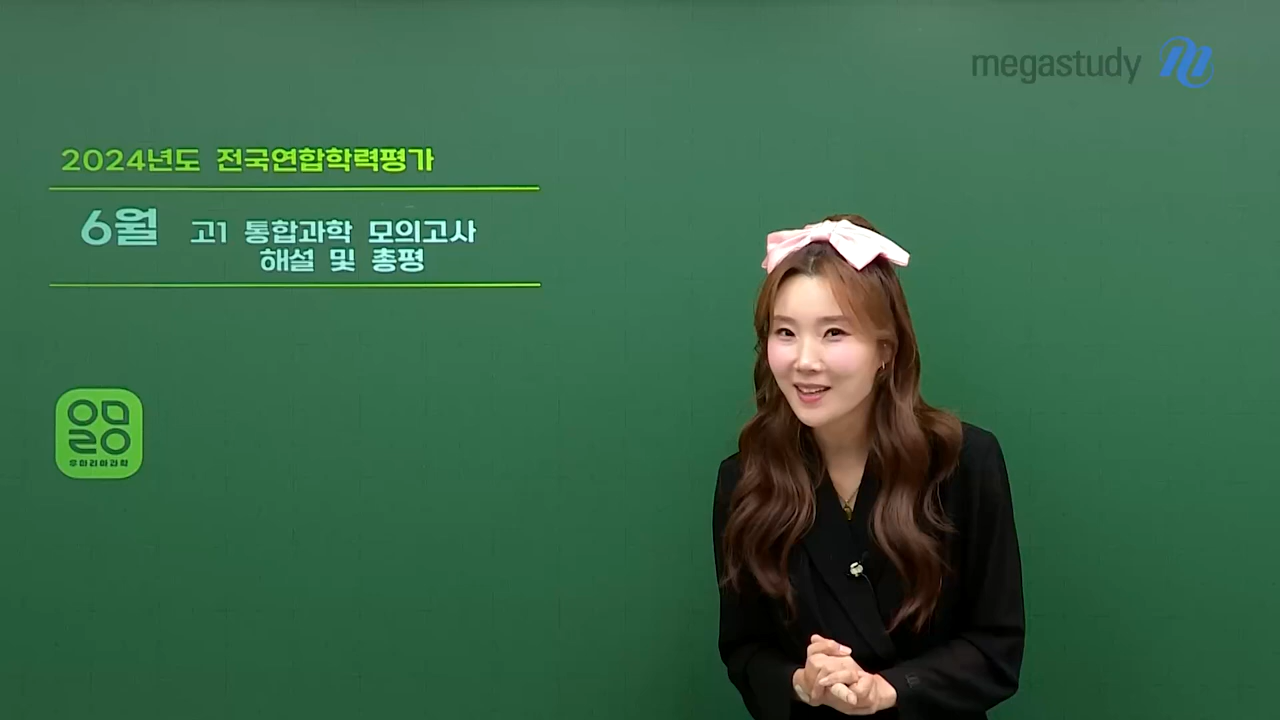 megastudy
2024년도 전국연합학력평가
6월 고1 통합과학 모의고사
해설 및 총평